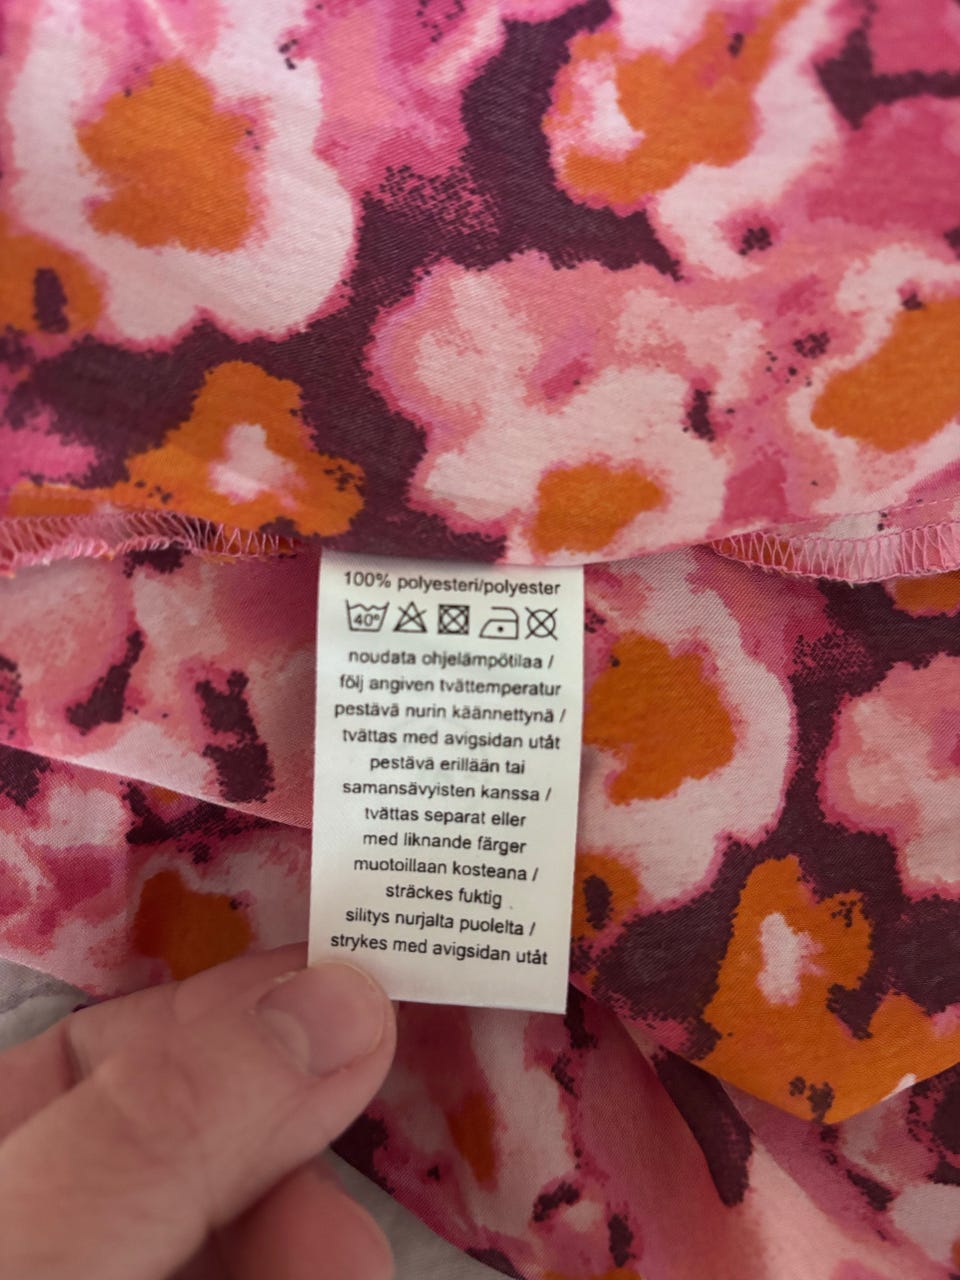 100% polyesteri/polyester
40°
noudata ohjelämpötilaa /
följ angiven tvättemperatur
pestävä nurin käännettynä /
tvättas med avigsidan utåt
pestävä erillään tai
samansävyisten kanssa /
tvättas separat eller
med liknande färger
muotoillaan kosteana /
sträckes fuktig
silitys nurjalta puolelta /
strykes med avigsidan utåt